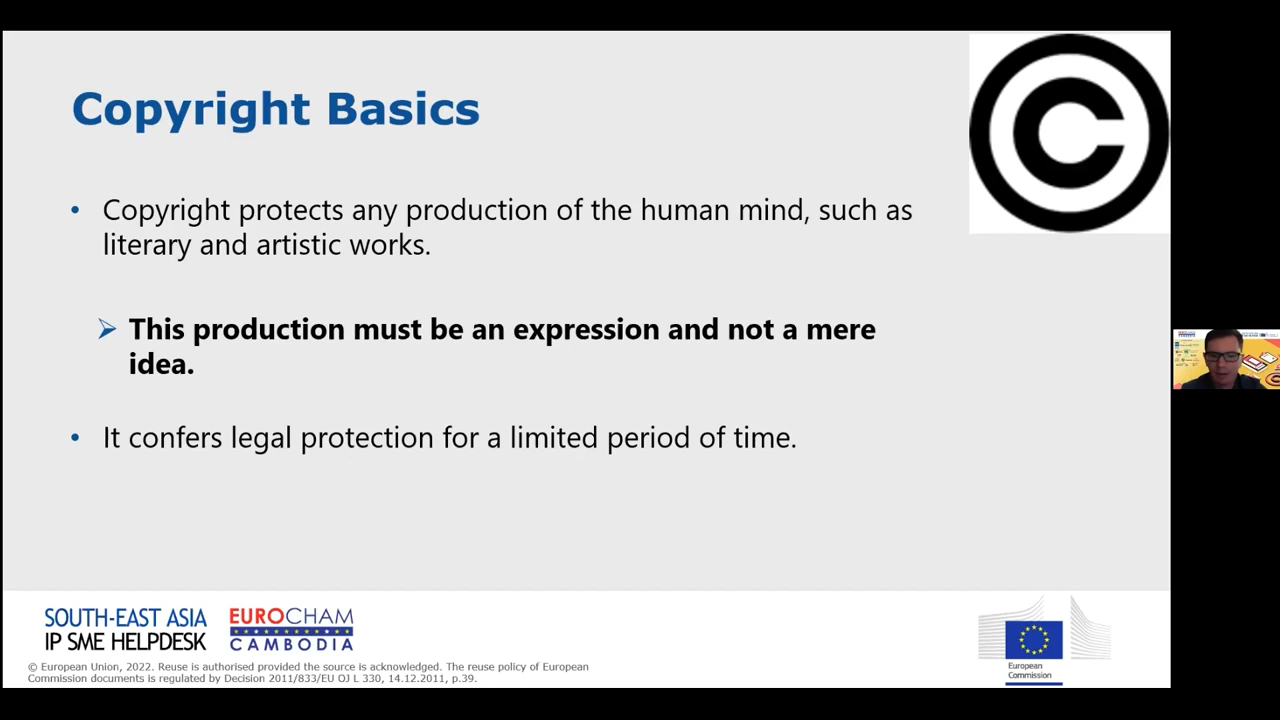 Copyright Basics
• Copyright protects any production of the human mind, such as
literary and artistic works.
➢ This production must be an expression and not a mere
idea.
• It confers legal protection for a limited period of time.
SOUTH-EAST ASIA
IP SME HELPDESK
EUROCHAM
CAMBODIA
European
Commission
© European Union, 2022. Reuse is authorised provided the source is acknowledged. The reuse policy of European
Commission documents is regulated by Decision 2011/833/EU OJ L 330, 14.12.2011, p.39.